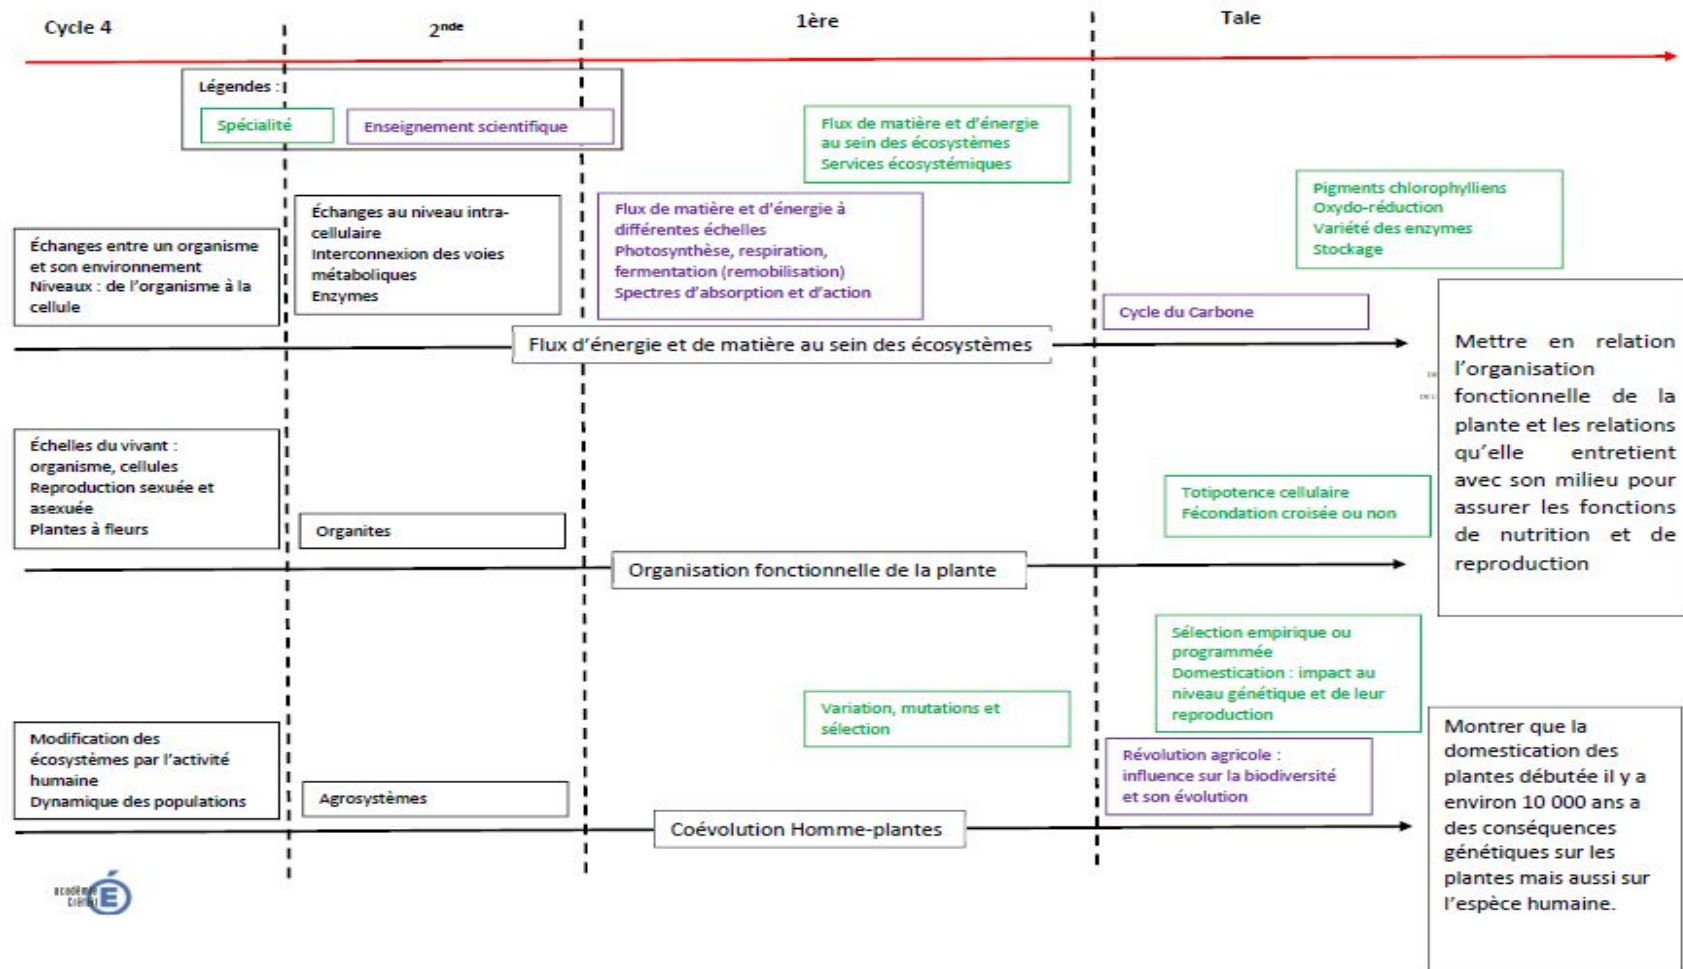 Cycle 4
2nde
1ère
Tale
Légendes :
Spécialité
Enseignement scientifique
Flux de matière et d'énergie
au sein des écosystèmes
Services écosystémiques
Pigments chlorophylliens
Oxydo-réduction
Variété des enzymes
Stockage
Échanges entre un organisme
et son environnement
Niveaux : de l'organisme à la
cellule
Échanges au niveau intra-
cellulaire
Interconnexion des voies
métaboliques
Enzymes
Flux de matière et d'énergie à
différentes échelles
Photosynthèse, respiration,
fermentation (remobilisation)
Spectres d'absorption et d'action
Cycle du Carbone
Flux d'énergie et de matière au sein des écosystèmes
Mettre en relation
l'organisation
fonctionnelle de la
plante et les relations
qu'elle entretient
avec son milieu pour
assurer les fonctions
de nutrition et de
reproduction
Échelles du vivant :
organisme, cellules
Reproduction sexuée et
asexuée
Plantes à fleurs
Organites
Totipotence cellulaire
Fécondation croisée ou non
Organisation fonctionnelle de la plante
Sélection empirique ou
programmée
Domestication : impact au
niveau génétique et de leur
reproduction
Variation, mutations et
sélection
Modification des
écosystèmes par l'activité
humaine
Dynamique des populations
Agrosystèmes
Révolution agricole :
influence sur la biodiversité
et son évolution
Coévolution Homme-plantes
Montrer que la
domestication des
plantes débutée il y a
environ 10 000 ans a
des conséquences
génétiques sur les
plantes mais aussi sur
l'espèce humaine.
académie
Créteil